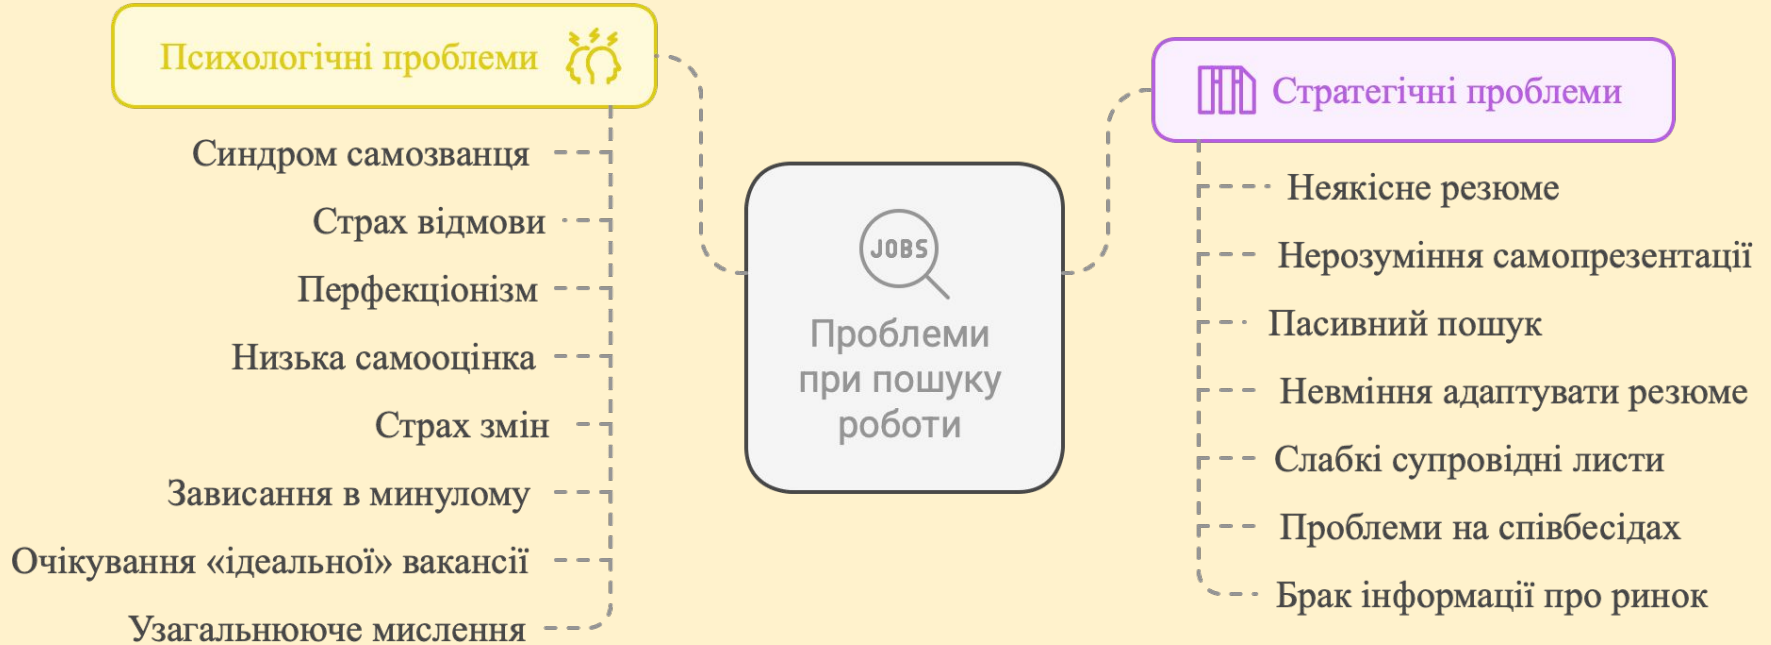 Психологічні проблеми
Синдром самозванця
Страх відмови
Перфекціонізм
Низька самооцінка
Страх змін
Зависання в минулому
Очікування «ідеальної» вакансії
Узагальнююче мислення
JOBS
Проблеми
при пошуку
роботи
Стратегічні проблеми
Неякісне резюме
Нерозуміння самопрезентації
Пасивний пошук
Невміння адаптувати резюме
Слабкі супровідні листи
Проблеми на співбесідах
Брак інформації про ринок